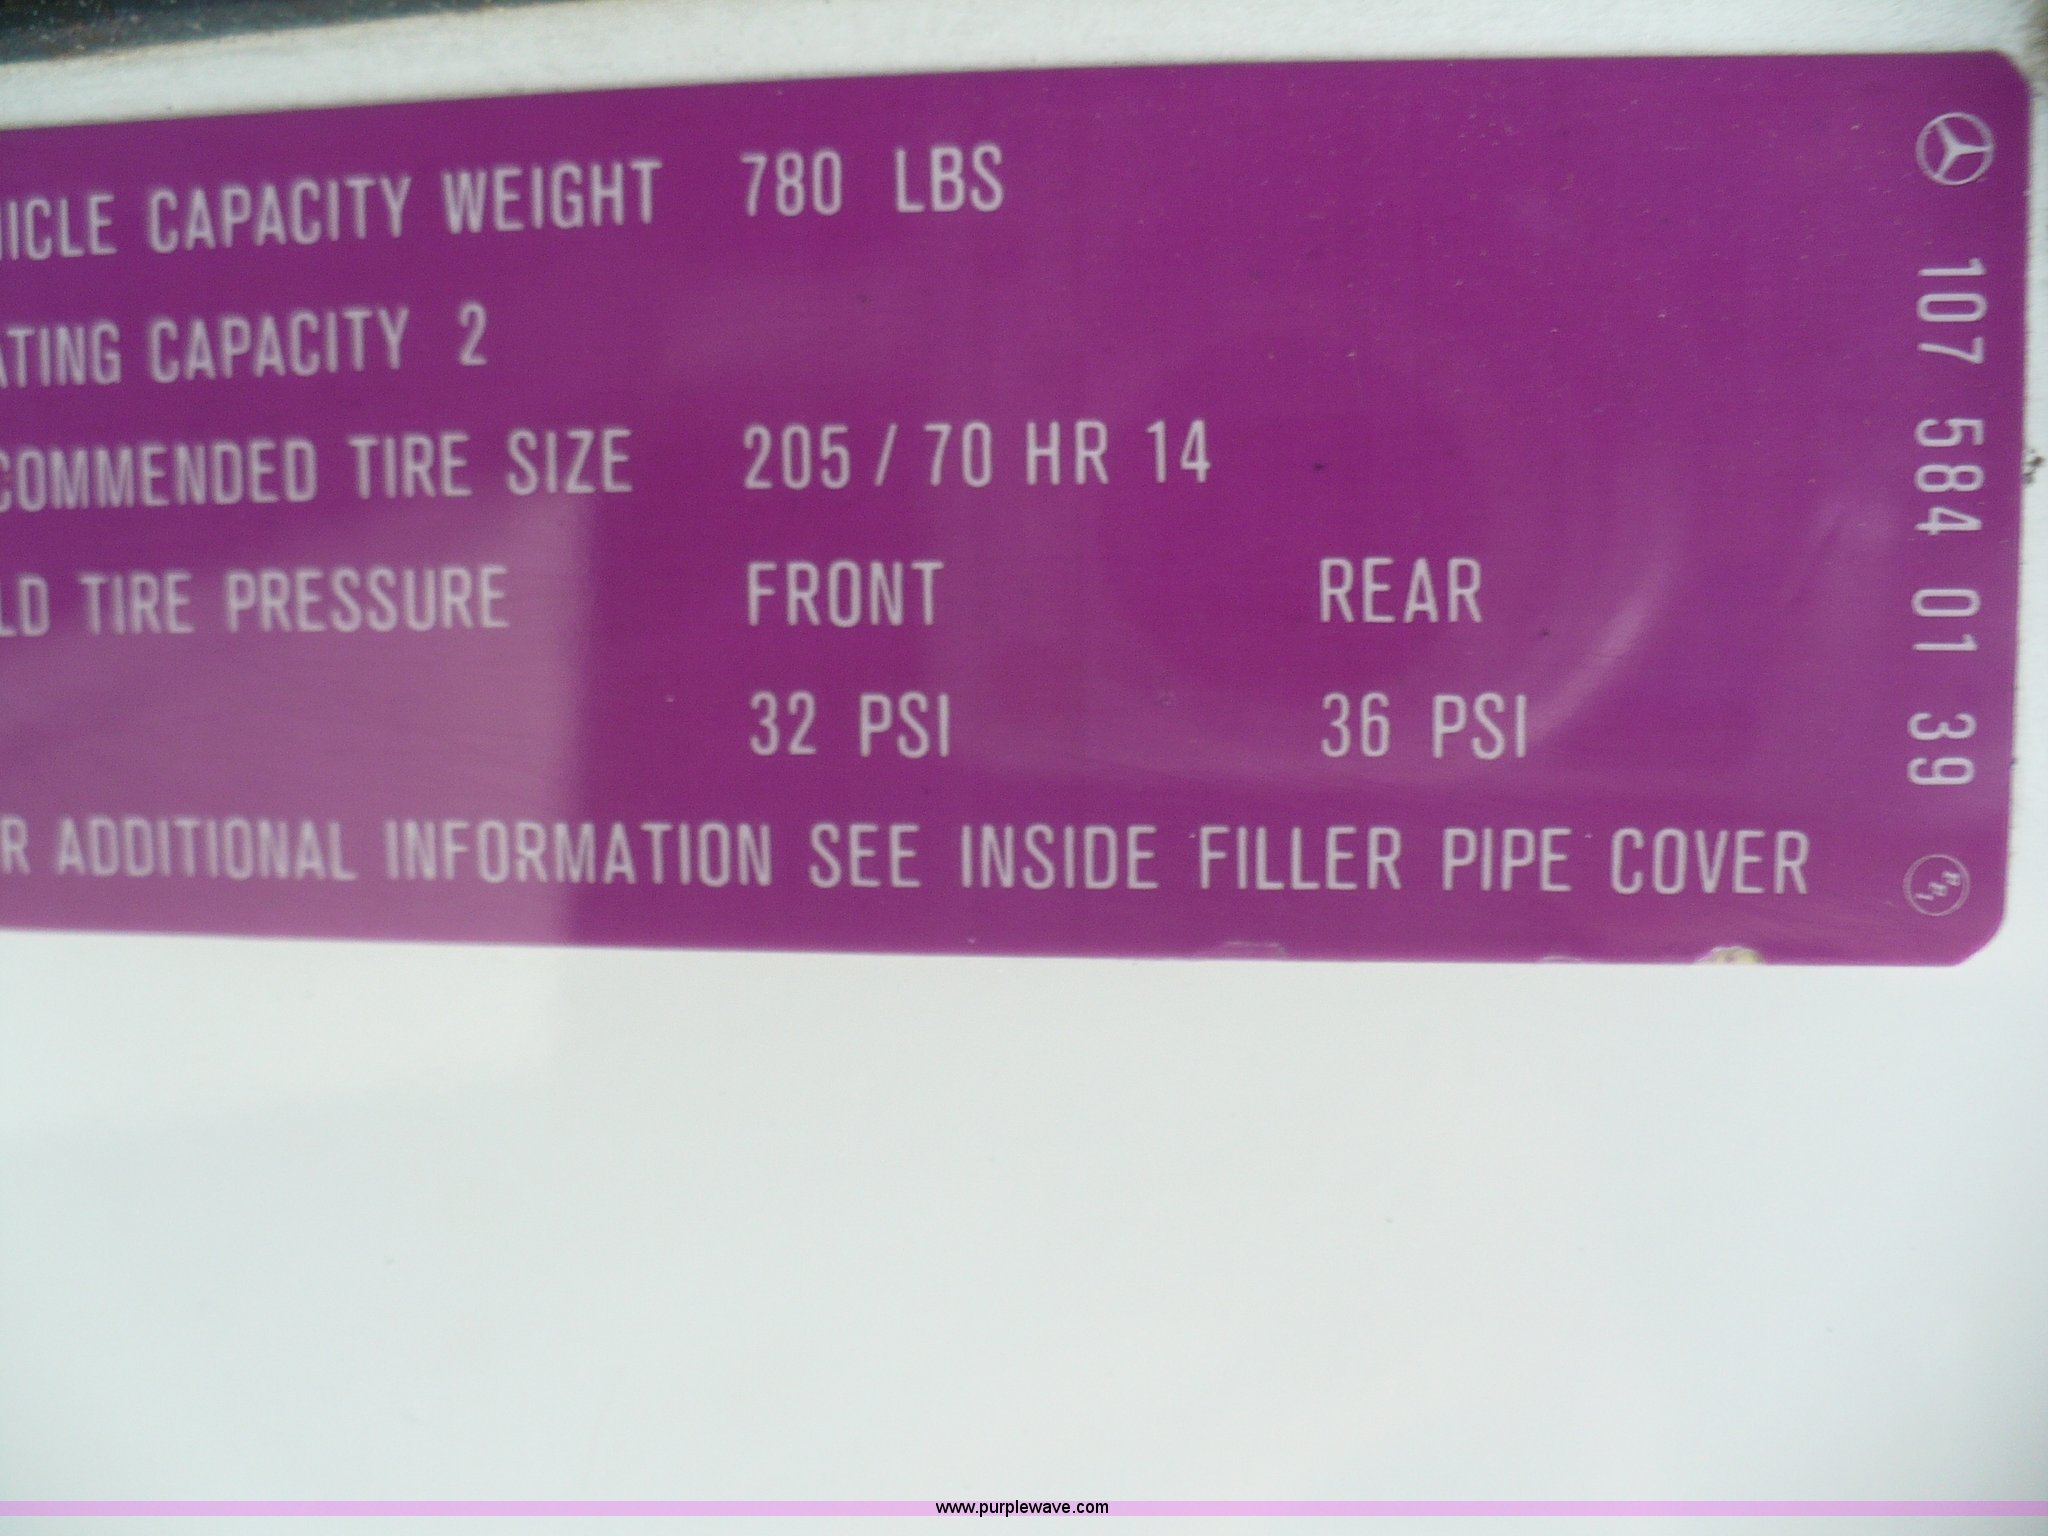 HICLE CAPACITY WEIGHT 780 LBS
ATING CAPACITY 2
COMMENDED TIRE SIZE 205 / 70 HR 14
LD TIRE PRESSURE FRONT REAR
32 PSI 36 PSI
R ADDITIONAL INFORMATION SEE INSIDE FILLER PIPE COVER
107 584 01 39
www.purplewave.com